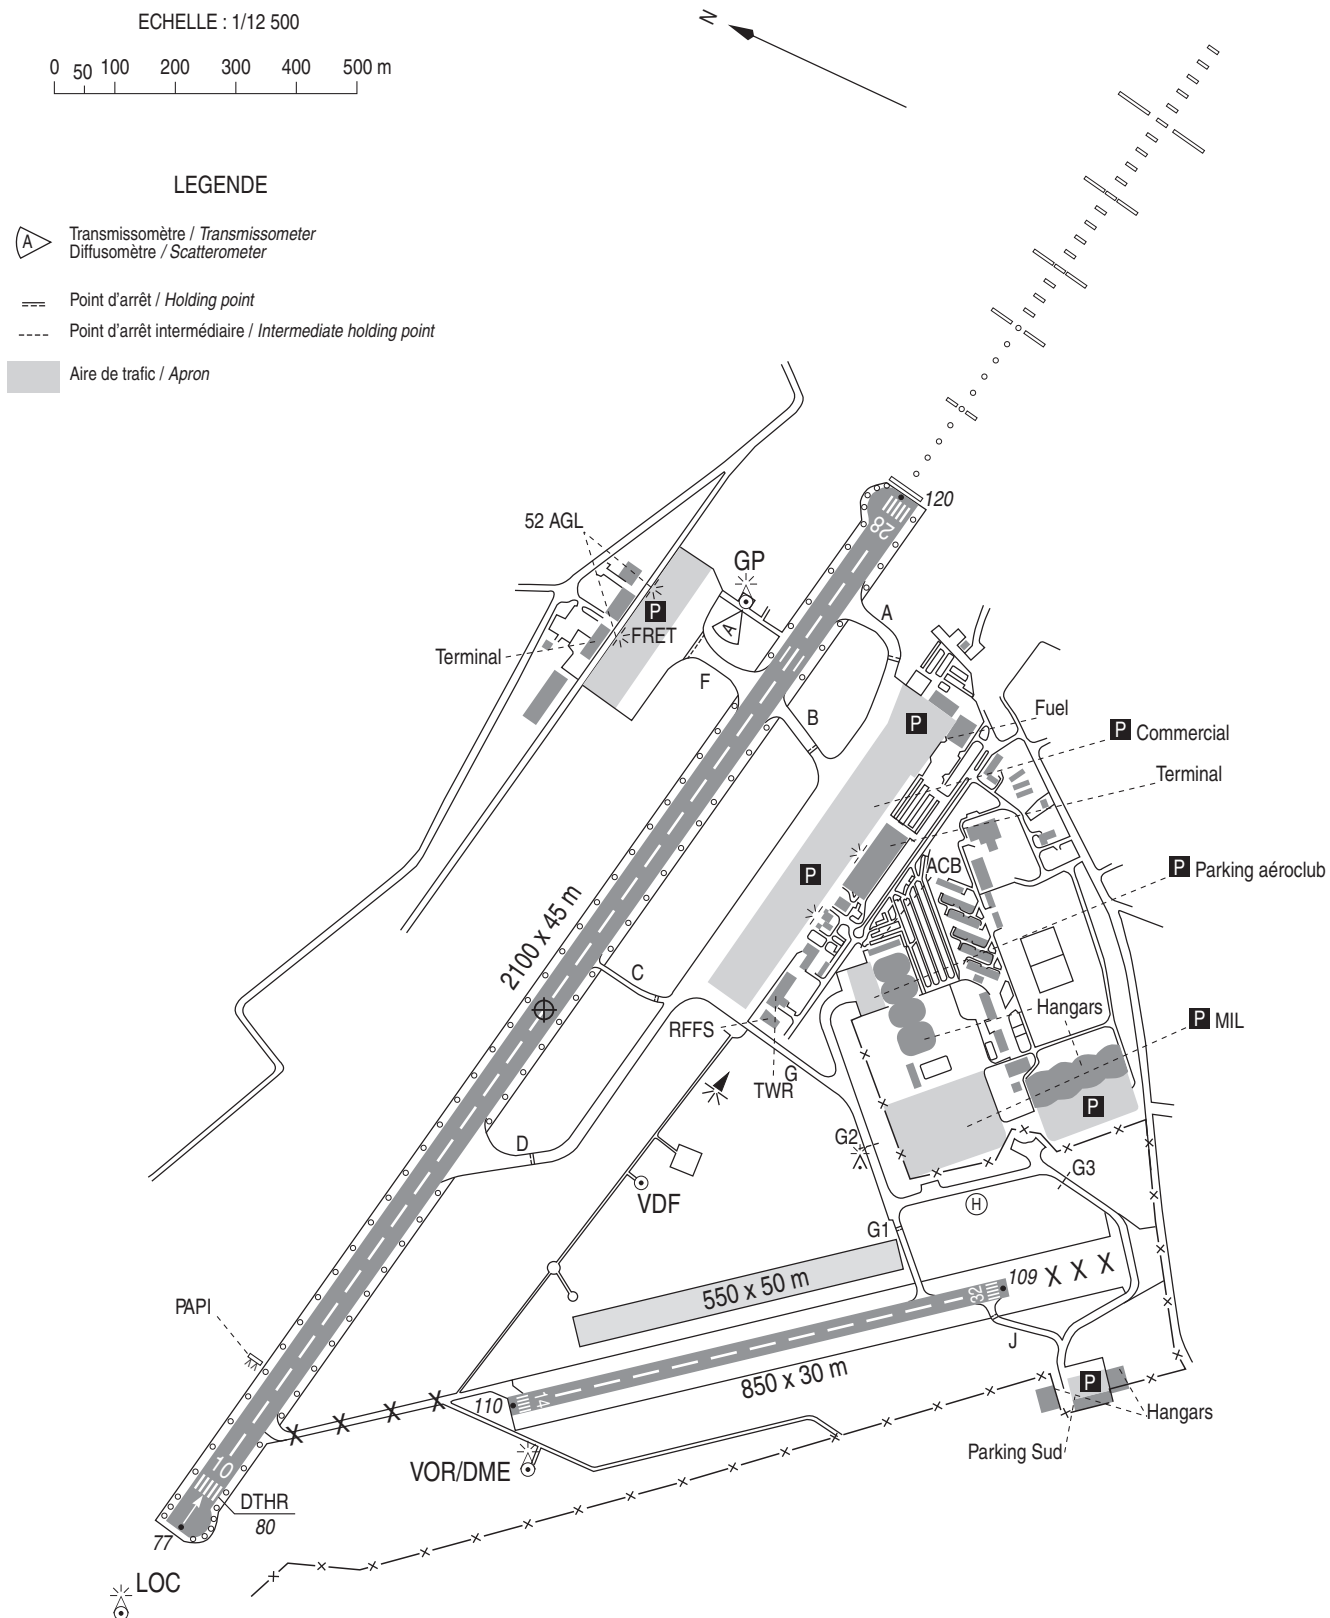 ECHELLE : 1/12 500
N
0 50 100 200 300 400 500 m
LEGENDE
A Transmissomètre / Transmissometer
Diffusomètre / Scatterometer
Point d'arrêt / Holding point
Point d'arrêt intermédiaire / Intermediate holding point
Aire de trafic / Apron
120
28
52 AGL
GP
P
FRET
A
A
Terminal
F
B
P
Fuel
P Commercial
Terminal
P
ACB
P Parking aéroclub
2100 x 45 m
C
RFFS
Hangars
P MIL
G
TWR
P
D
G2
G3
VDF
H
G1
550 x 50 m
109 X X X
32
PAPI
J
850 x 30 m
P
14
110
X X X X
Hangars
Parking Sud
VOR/DME
10
DTHR
80
77
LOC